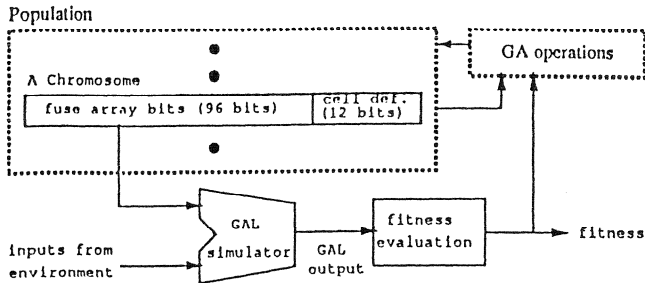 Population
GA operations
A Chromosome
fuse array bits (96 bits)
cell def.
(12 bits)
GAL
simulator
GAL
output
fitness
evaluation
fitness
inputs from
environment